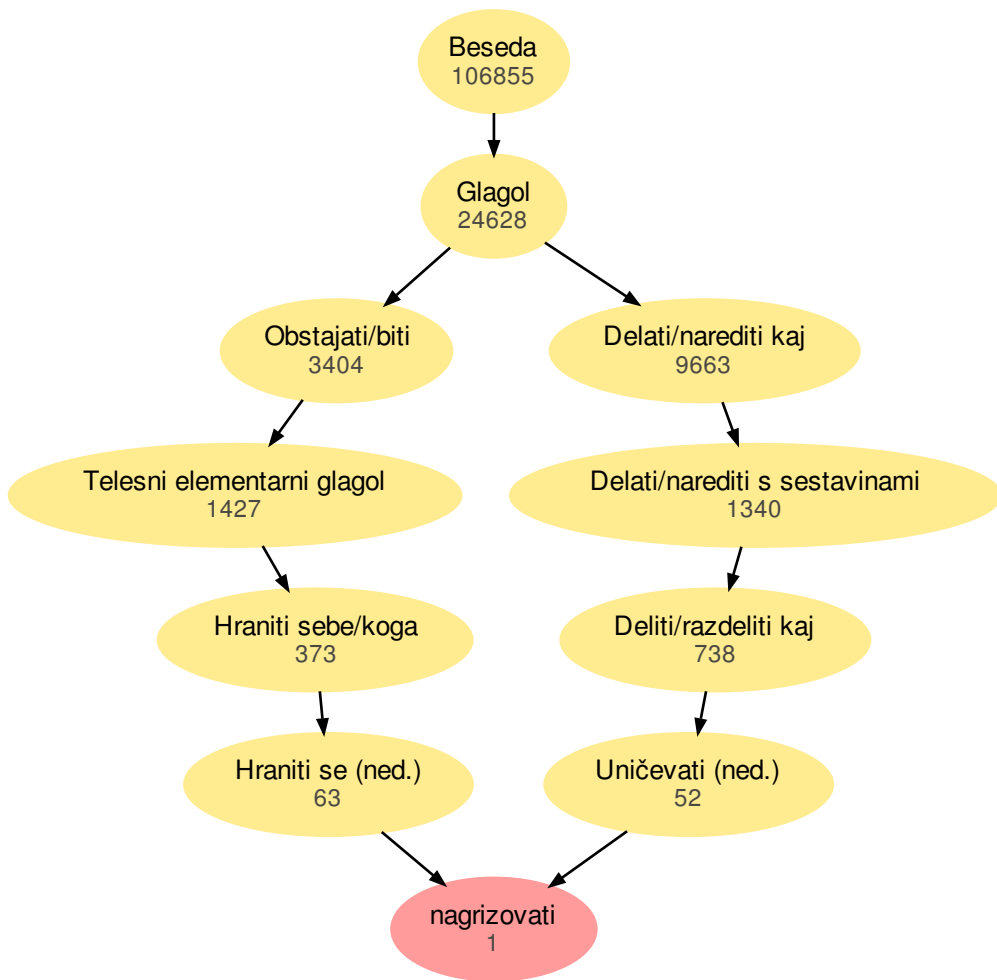 Beseda
106855
Glagol
24628
Obstajati/biti
3404
Delati/narediti kaj
9663
Telesni elementarni glagol
1427
Delati/narediti s sestavinami
1340
Hraniti sebe/koga
373
Deliti/razdeliti kaj
738
Hraniti se (ned.)
63
Uničevati (ned.)
52
nagrizovati
1